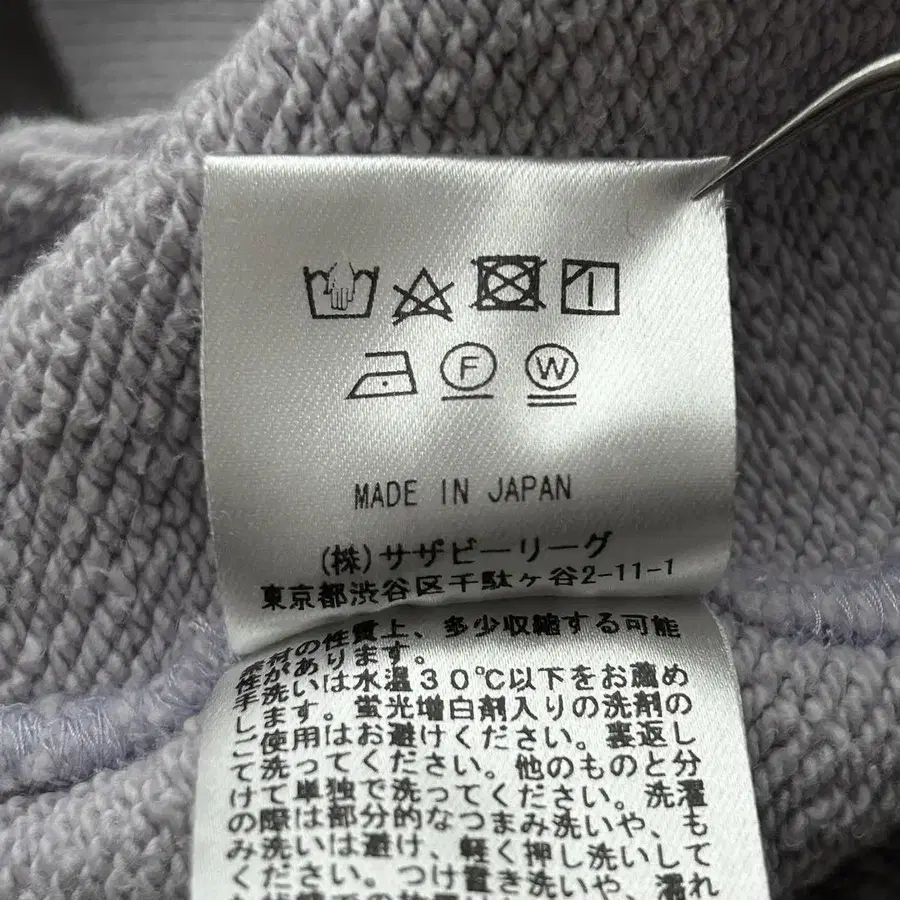 F W
MADE IN JAPAN
(株)サザビーリーグ
東京都渋谷区千駄ヶ谷2-11-1
の性質上、多少収縮する可能
性があります。
手洗いは水温30℃以下をお薦め
します。蛍光増白剤入りの洗剤の
ご使用はお避けください。裏返し
て洗ってください。他のものと分
けて単独で洗ってください。洗濯
の際は部分的なつまみ洗いや、も
み洗いは避け、軽く押し洗いして
ください。つけ置き洗いや、濡れ